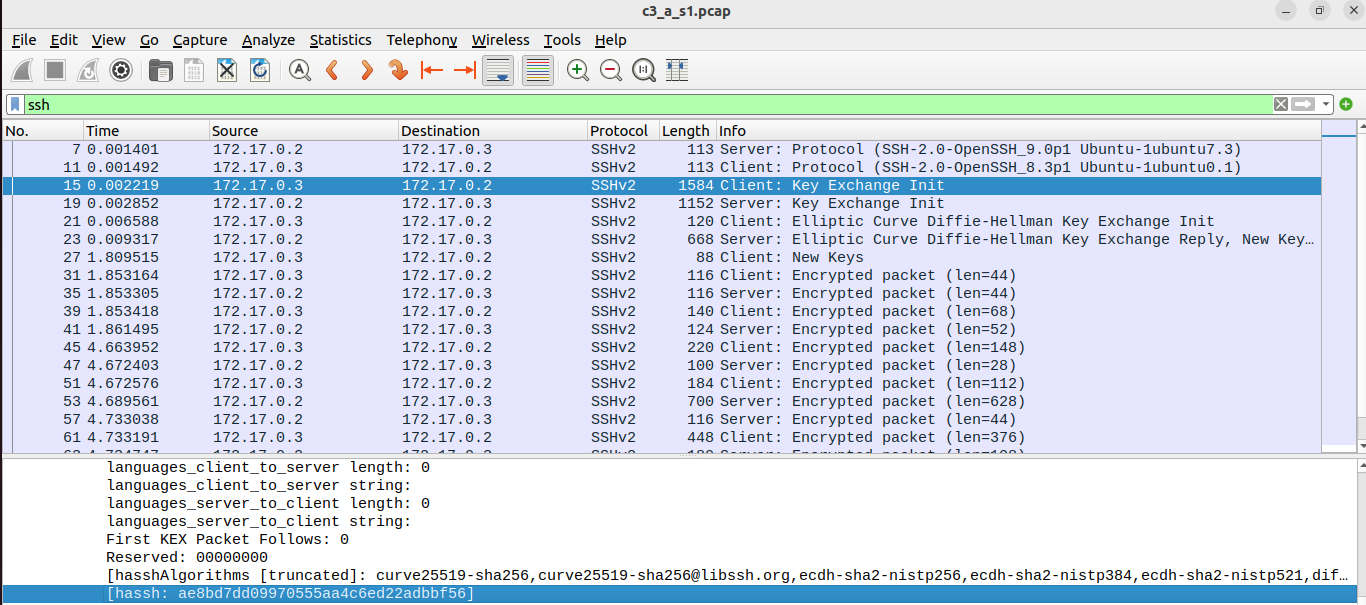 c3_a_s1.pcap
File Edit View Go Capture Analyze Statistics Telephony Wireless Tools Help
ssh
No. Time Source Destination Protocol Length Info
7 0.001401 172.17.0.2 172.17.0.3 SSHv2 113 Server: Protocol (SSH-2.0-OpenSSH_9.0p1 Ubuntu-1ubuntu7.3)
11 0.001492 172.17.0.3 172.17.0.2 SSHv2 113 Client: Protocol (SSH-2.0-OpenSSH_8.3p1 Ubuntu-1ubuntu0.1)
15 0.002219 172.17.0.3 172.17.0.2 SSHv2 1584 Client: Key Exchange Init
19 0.002852 172.17.0.2 172.17.0.3 SSHv2 1152 Server: Key Exchange Init
21 0.006588 172.17.0.3 172.17.0.2 SSHv2 120 Client: Elliptic Curve Diffie-Hellman Key Exchange Init
23 0.009317 172.17.0.2 172.17.0.3 SSHv2 668 Server: Elliptic Curve Diffie-Hellman Key Exchange Reply, New Key…
27 1.809515 172.17.0.3 172.17.0.2 SSHv2 88 Client: New Keys
31 1.853164 172.17.0.3 172.17.0.2 SSHv2 116 Client: Encrypted packet (len=44)
35 1.853305 172.17.0.2 172.17.0.3 SSHv2 116 Server: Encrypted packet (len=44)
39 1.853418 172.17.0.3 172.17.0.2 SSHv2 140 Client: Encrypted packet (len=68)
41 1.861495 172.17.0.2 172.17.0.3 SSHv2 124 Server: Encrypted packet (len=52)
45 4.663952 172.17.0.3 172.17.0.2 SSHv2 220 Client: Encrypted packet (len=148)
47 4.672403 172.17.0.2 172.17.0.3 SSHv2 100 Server: Encrypted packet (len=28)
51 4.672576 172.17.0.3 172.17.0.2 SSHv2 184 Client: Encrypted packet (len=112)
53 4.689561 172.17.0.2 172.17.0.3 SSHv2 700 Server: Encrypted packet (len=628)
57 4.733038 172.17.0.2 172.17.0.3 SSHv2 116 Server: Encrypted packet (len=44)
61 4.733191 172.17.0.3 172.17.0.2 SSHv2 448 Client: Encrypted packet (len=376)
languages_client_to_server length: 0
languages_client_to_server string:
languages_server_to_client length: 0
languages_server_to_client string:
First KEX Packet Follows: 0
Reserved: 00000000
[hasshAlgorithms [truncated]: curve25519-sha256,curve25519-sha256@libssh.org,ecdh-sha2-nistp256,ecdh-sha2-nistp384,ecdh-sha2-nistp521,dif…
[hassh: ae8bd7dd09970555aa4c6ed22adbbf56]